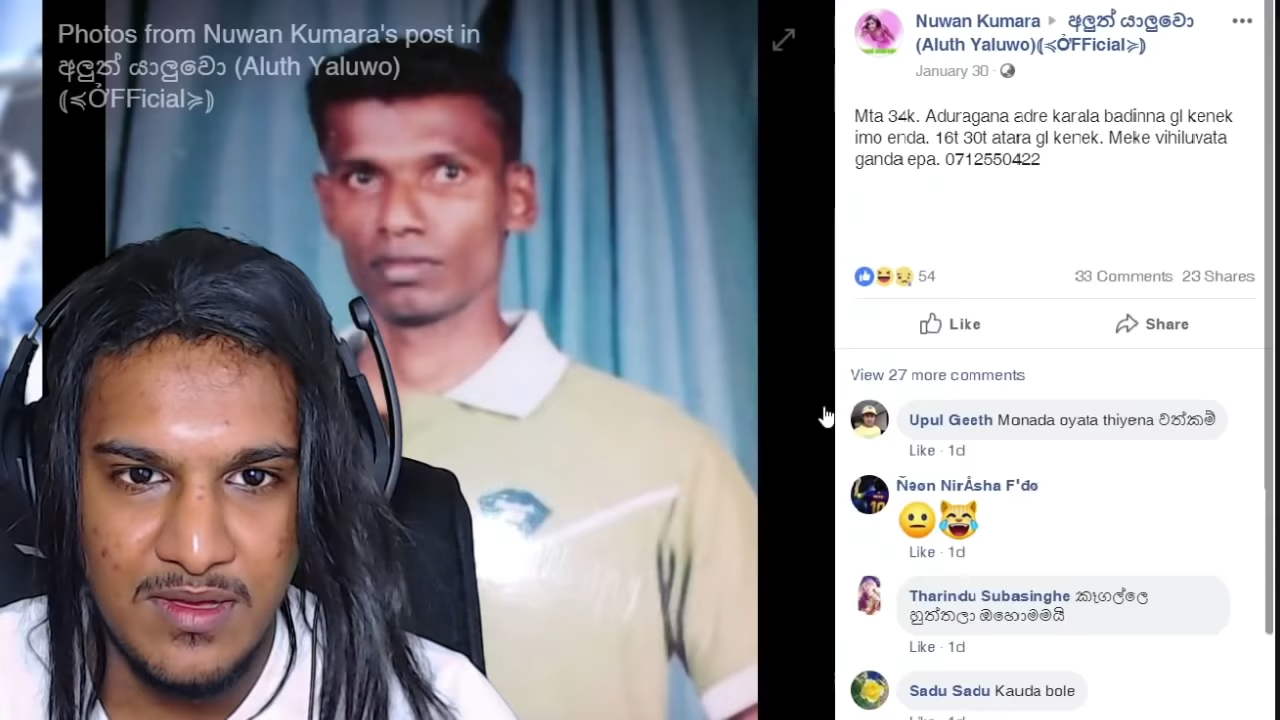 Photos from Nuwan Kumara's post in
අලුත් යාලුවො (Aluth Yaluwo)
⸨⪓ỞFFicial⪔⸩
Nuwan Kumara ▸ අලුත් යාලුවො
(Aluth Yaluwo)⸨⪓ỞFFicial⪔⸩
January 30 ·
Mta 34k. Aduragana adre karala badinna gl kenek
imo enda. 16t 30t atara gl kenek. Meke vihiluvata
ganda epa. 0712550422
54
33 Comments 23 Shares
Like
Share
View 27 more comments
Upul Geeth Monada oyata thiyena වත්කම්
Like · 1d
Ñəøn NirÅsha F'do
Like · 1d
Tharindu Subasinghe කෑගල්ලෙ
හුත්තලා ඔහොමමයි
Like · 1d
Sadu Sadu Kauda bole